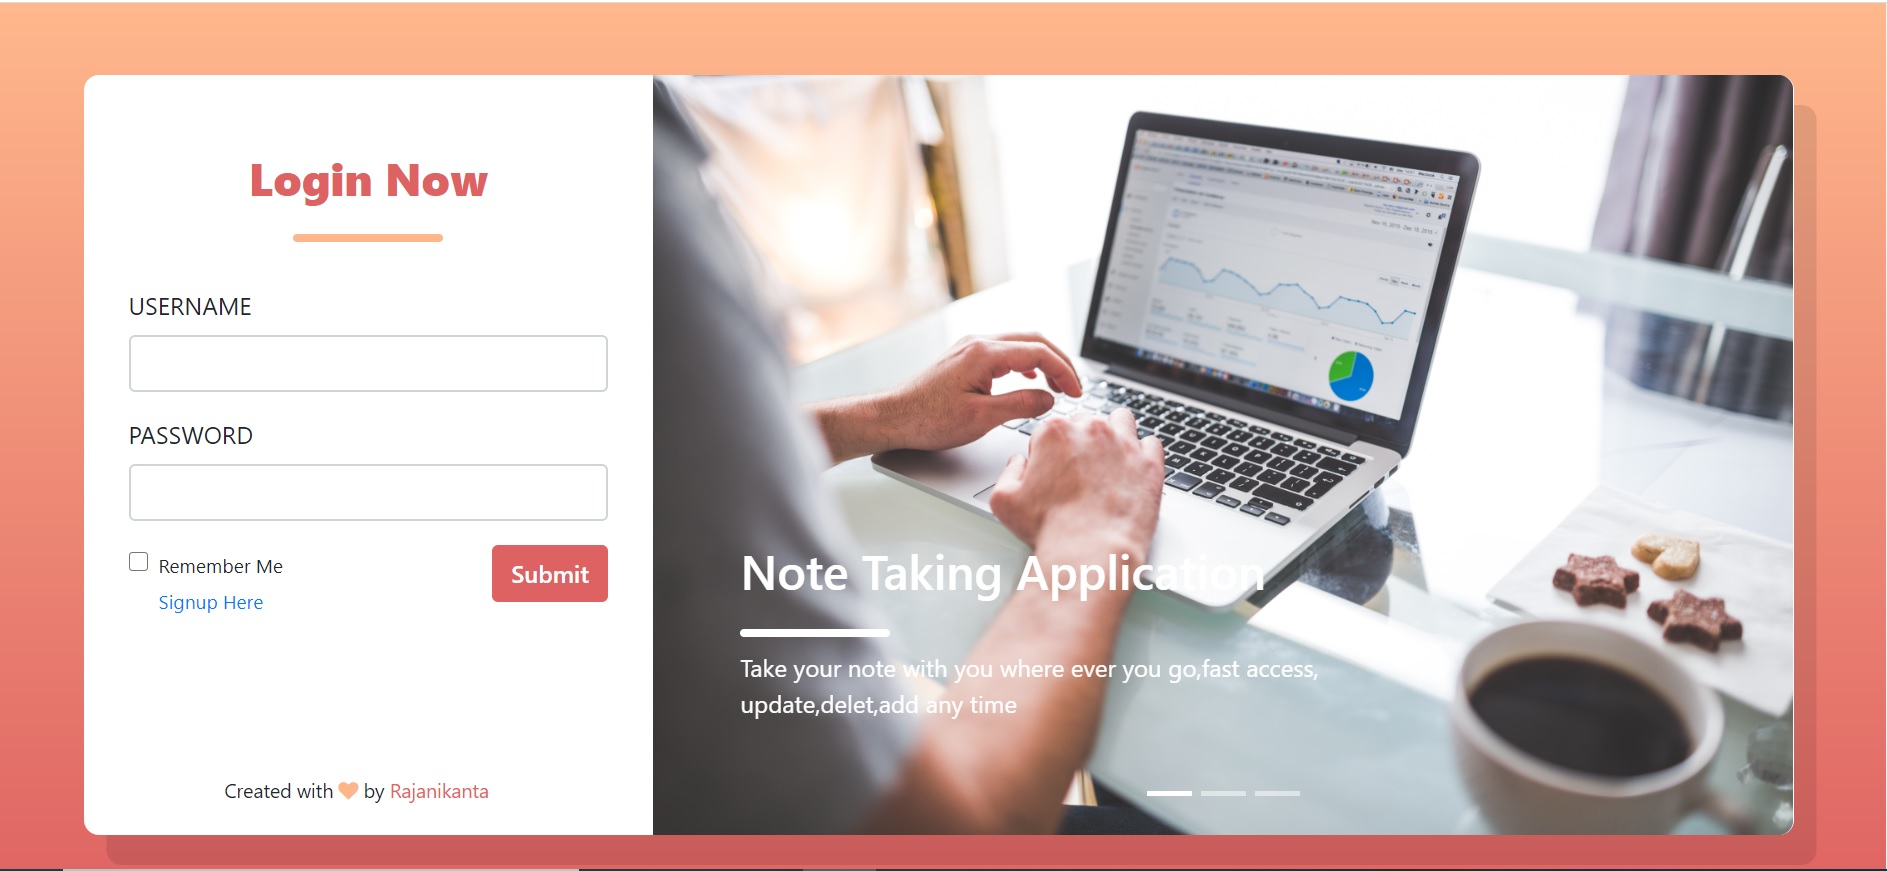 Login Now
USERNAME
PASSWORD
Remember Me
Submit
Signup Here
Created with by Rajanikanta
Note Taking Application
Take your note with you where ever you go,fast access,
update,delet,add any time